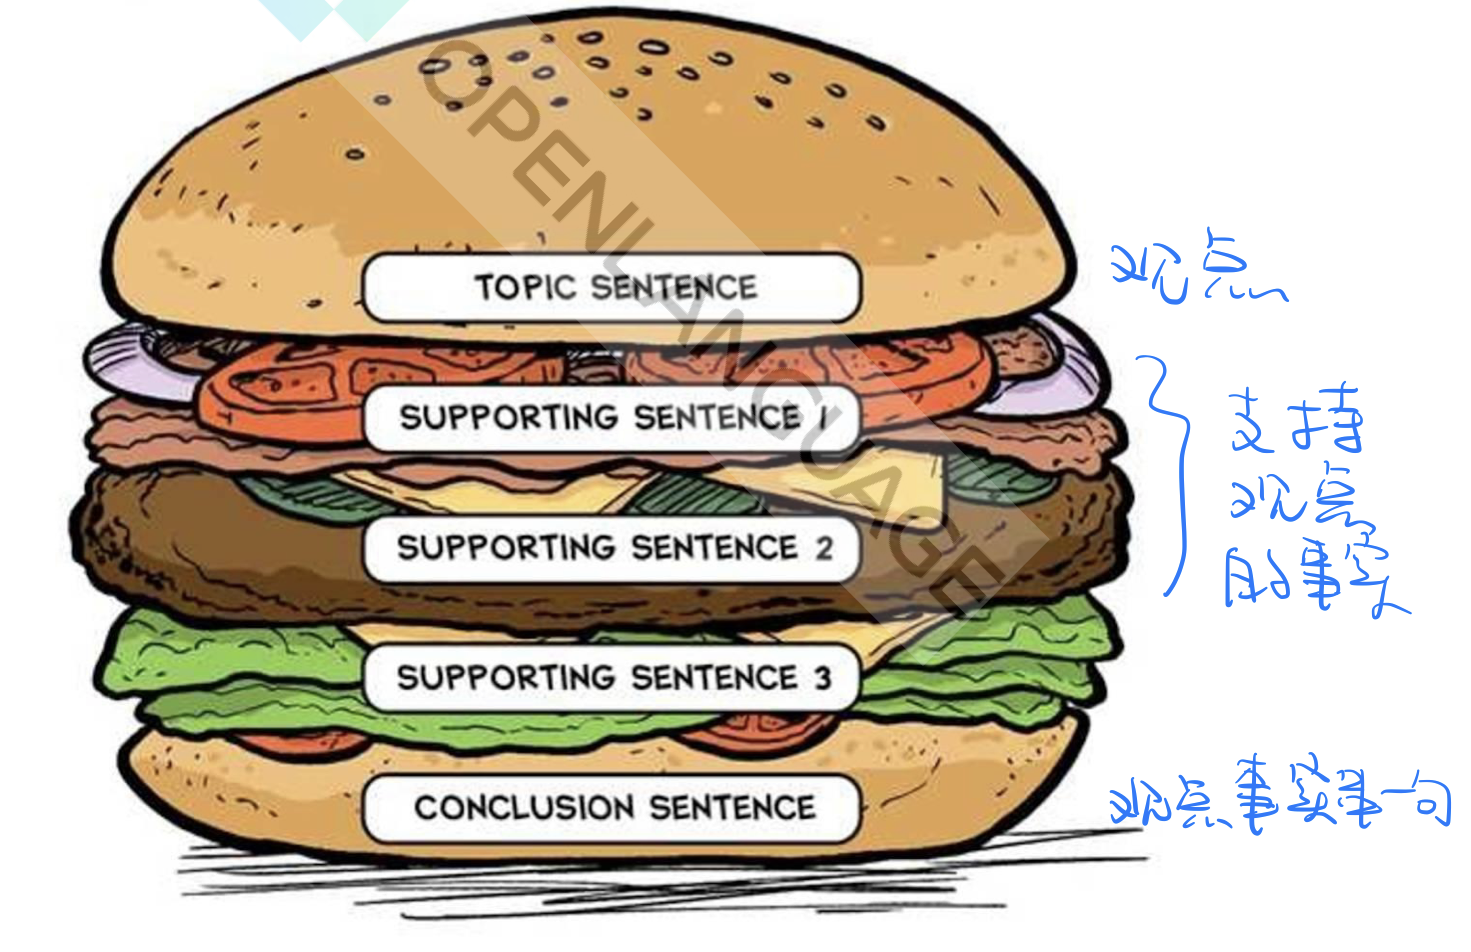 OPENLANGUAGE
TOPIC SENTENCE
观点
SUPPORTING SENTENCE 1
支持
观点
的事实
SUPPORTING SENTENCE 2
SUPPORTING SENTENCE 3
CONCLUSION SENTENCE
观点事实 一句